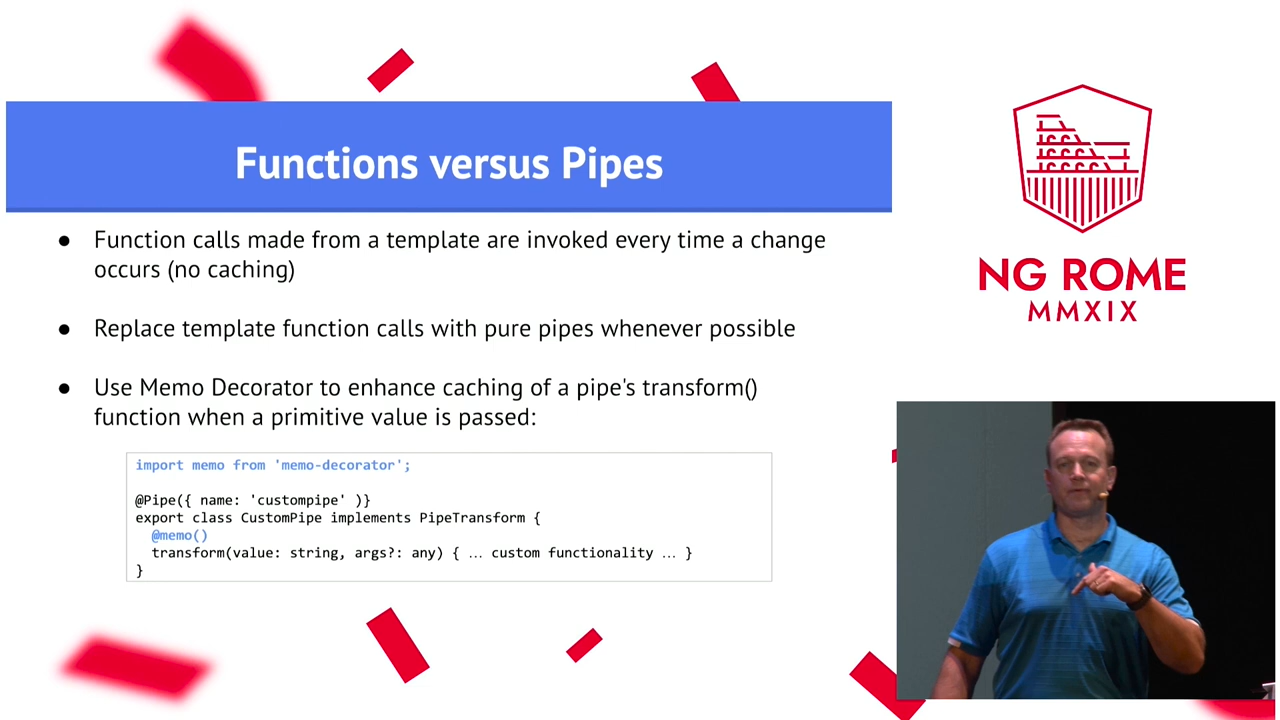 Functions versus Pipes
● Function calls made from a template are invoked every time a change
occurs (no caching)
● Replace template function calls with pure pipes whenever possible
● Use Memo Decorator to enhance caching of a pipe's transform()
function when a primitive value is passed:
import memo from 'memo-decorator';
@Pipe({ name: 'custompipe' )}
export class CustomPipe implements PipeTransform {
@memo()
transform(value: string, args?: any) { … custom functionality … }
}
NG ROME
MMXIX